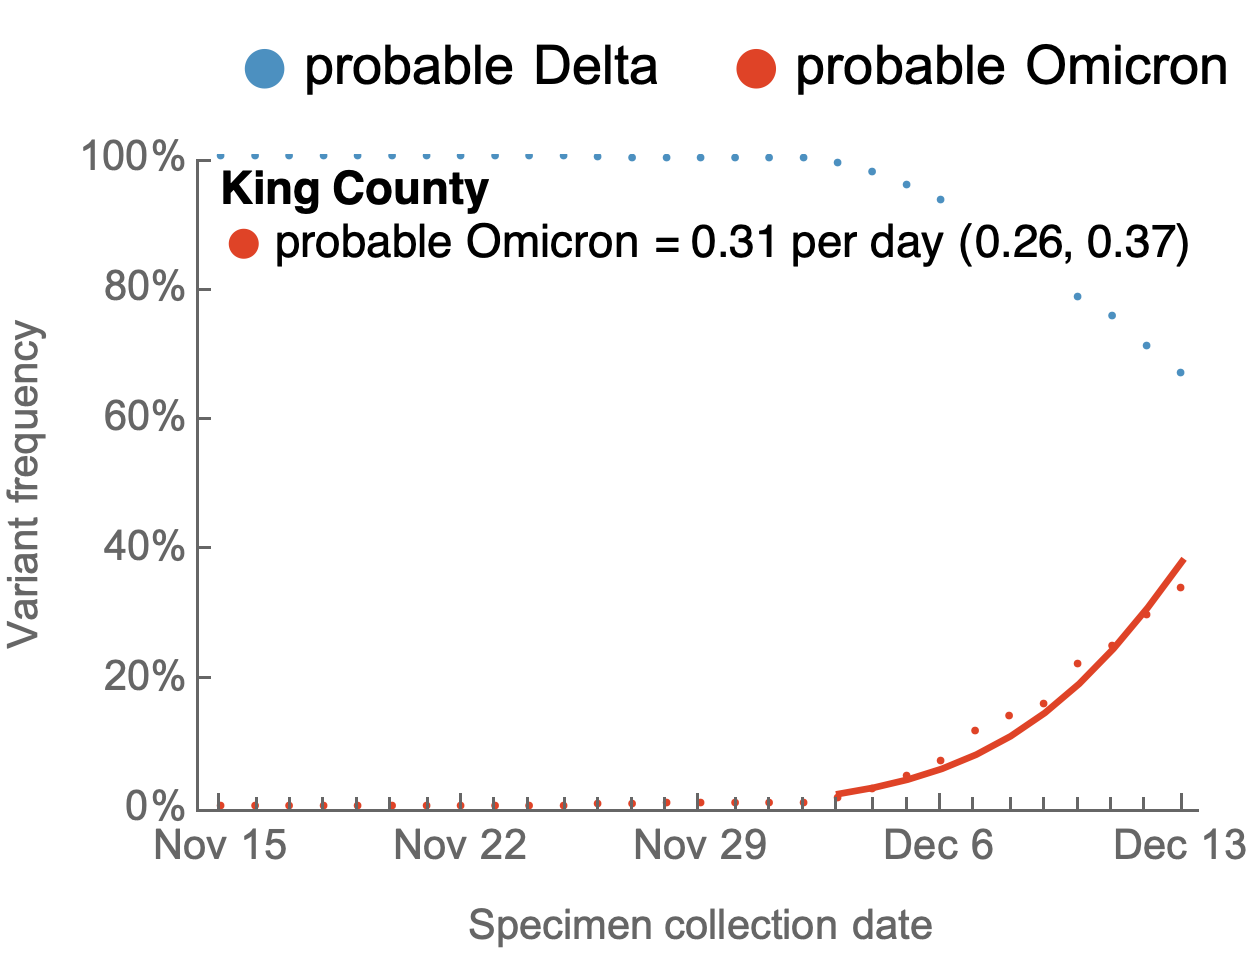 probable Delta probable Omicron
100%
King County
probable Omicron = 0.31 per day (0.26, 0.37)
80%
60%
40%
20%
0%
Variant frequency
Nov 15 Nov 22 Nov 29 Dec 6 Dec 13
Specimen collection date